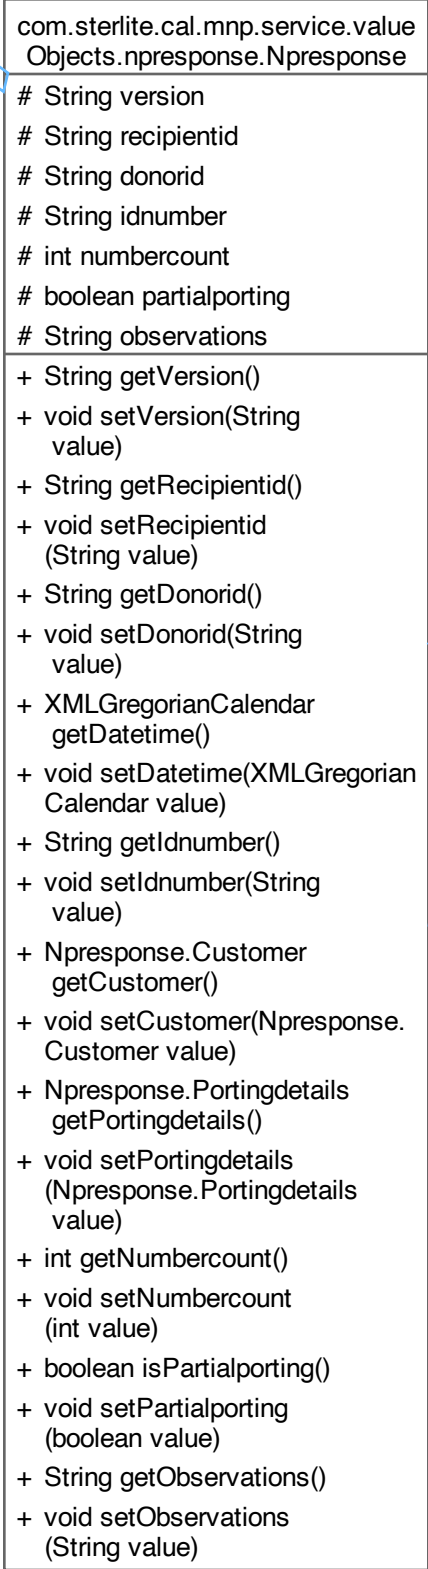 com.sterlite.cal.mnp.service.value
Objects.npresponse.Npresponse
# String version
# String recipientid
# String donorid
# String idnumber
# int numbercount
# boolean partialporting
# String observations
+ String getVersion()
+ void setVersion(String
value)
+ String getRecipientid()
+ void setRecipientid
(String value)
+ String getDonorid()
+ void setDonorid(String
value)
+ XMLGregorianCalendar
getDatetime()
+ void setDatetime(XMLGregorian
Calendar value)
+ String getIdnumber()
+ void setIdnumber(String
value)
+ Npresponse.Customer
getCustomer()
+ void setCustomer(Npresponse.
Customer value)
+ Npresponse.Portingdetails
getPortingdetails()
+ void setPortingdetails
(Npresponse.Portingdetails
value)
+ int getNumbercount()
+ void setNumbercount
(int value)
+ boolean isPartialporting()
+ void setPartialporting
(boolean value)
+ String getObservations()
+ void setObservations
(String value)